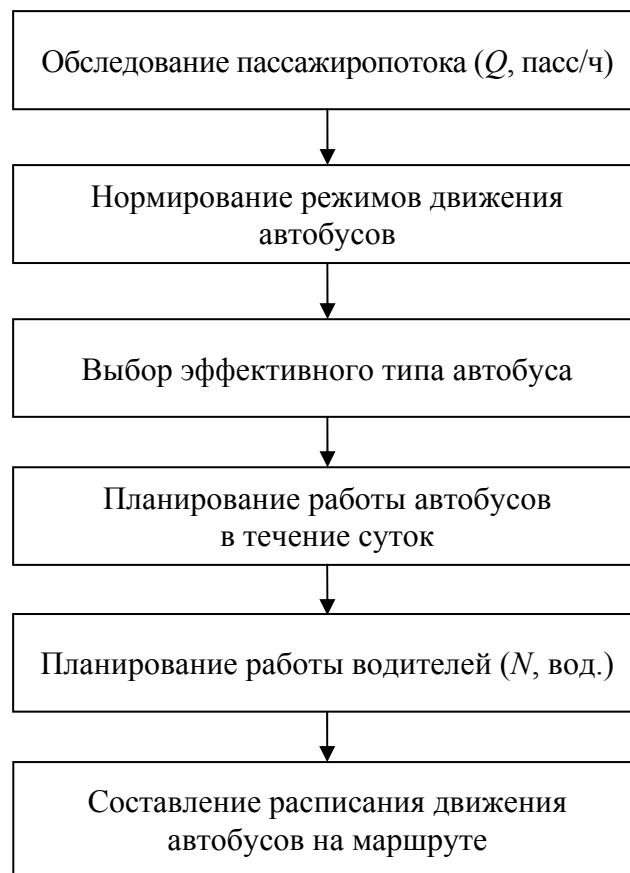 Обследование пассажиропотока (Q, пасс/ч)
Нормирование режимов движения
автобусов
Выбор эффективного типа автобуса
Планирование работы автобусов
в течение суток
Планирование работы водителей (N, вод.)
Составление расписания движения
автобусов на маршруте